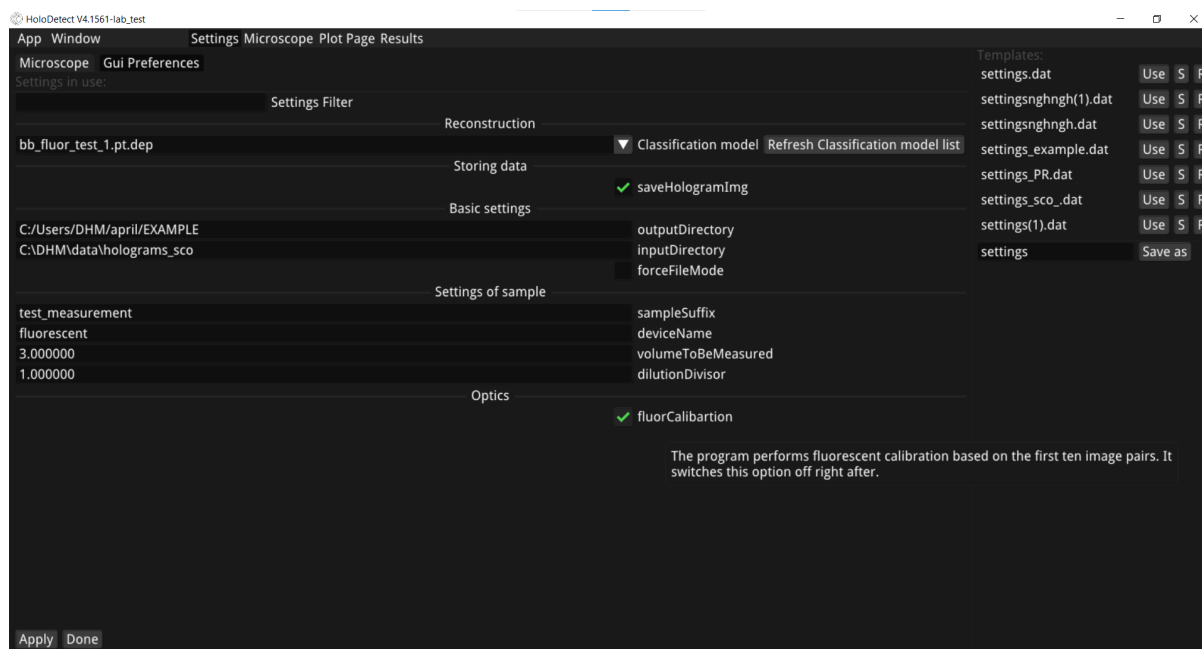 HoloDetect V4.1561-lab_test
App Window Settings Microscope Plot Page Results
Microscope Gui Preferences
Settings in use:
Settings Filter
Reconstruction
bb_fluor_test_1.pt.dep Classification model Refresh Classification model list
Storing data
saveHologramImg
Basic settings
C:/Users/DHM/april/EXAMPLE outputDirectory
C:\DHM\data\holograms_sco inputDirectory
forceFileMode
Settings of sample
test_measurement sampleSuffix
fluorescent deviceName
3.000000 volumeToBeMeasured
1.000000 dilutionDivisor
Optics
fluorCalibartion
The program performs fluorescent calibration based on the first ten image pairs. It
switches this option off right after.
Templates:
settings.dat Use S
settingsnghngh(1).dat Use S
settingsnghngh.dat Use S
settings_example.dat Use S
settings_PR.dat Use S
settings_sco_.dat Use S
settings(1).dat Use S
settings Save as
Apply Done